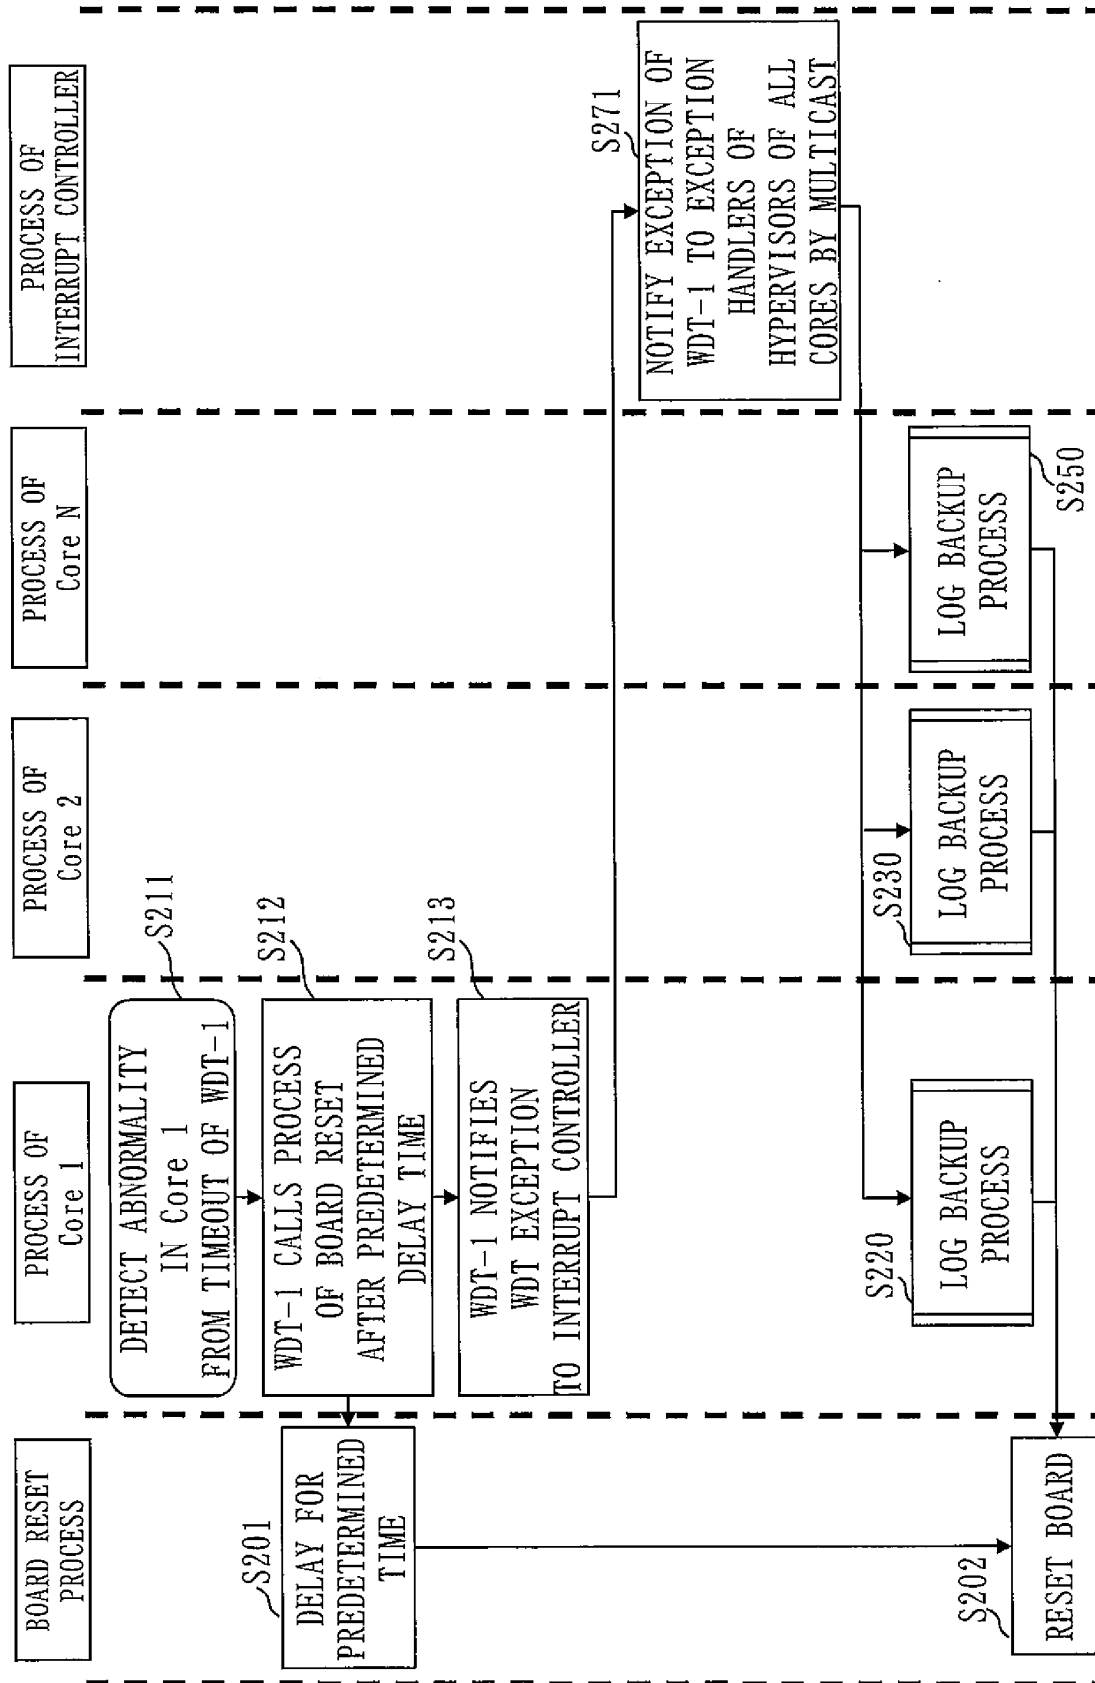 BOARD RESET
PROCESS
PROCESS OF
Core 1
PROCESS OF
Core 2
PROCESS OF
Core N
PROCESS OF
INTERRUPT CONTROLLER
S211
DETECT ABNORMALITY
IN Core 1
FROM TIMEOUT OF WDT-1
S212
WDT-1 CALLS PROCESS
OF BOARD RESET
AFTER PREDETERMINED
DELAY TIME
S201
DELAY FOR
PREDETERMINED
TIME
S213
WDT-1 NOTIFIES
WDT EXCEPTION
TO INTERRUPT CONTROLLER
S271
NOTIFY EXCEPTION OF
WDT-1 TO EXCEPTION
HANDLERS OF
HYPERVISORS OF ALL
CORES BY MULTICAST
S220
LOG BACKUP
PROCESS
S230
LOG BACKUP
PROCESS
LOG BACKUP
PROCESS
S250
S202
RESET BOARD